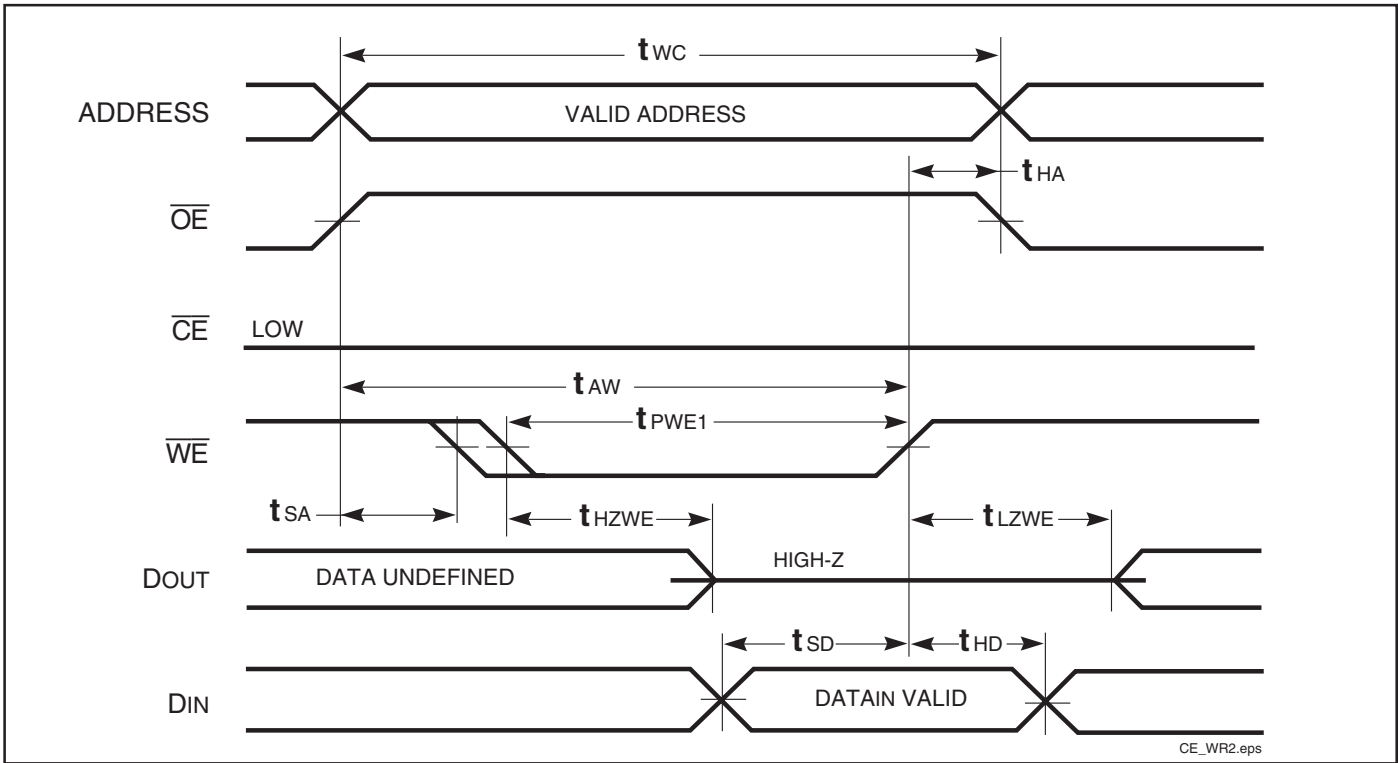 tWC
ADDRESS
VALID ADDRESS
tHA
OE
CE
LOW
tAW
tPWE1
WE
tSA
tHZWE
tLZWE
DOUT
DATA UNDEFINED
HIGH-Z
tSD
tHD
DIN
DATAIN VALID
CE_WR2.eps